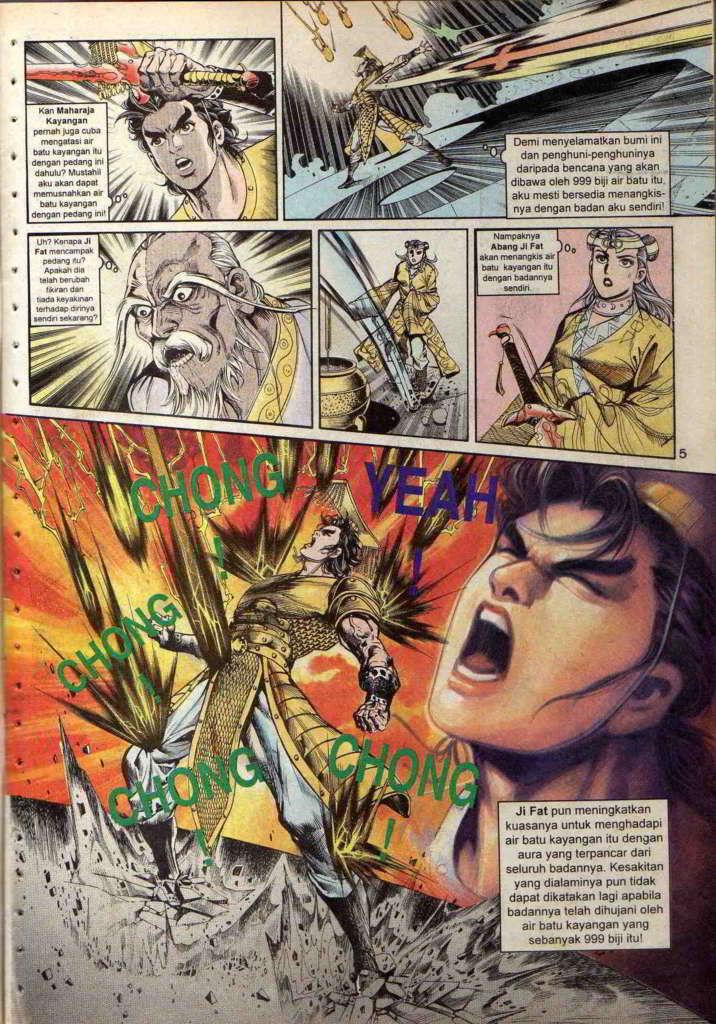 Kan Maharaja
Kayangan
pernah juga cuba
mengatasi air
batu kayangan itu
dengan pedang ini
dahulu? Mustahil
aku akan dapat
memusnahkan air
batu kayangan
dengan pedang ini!
Demi menyelamatkan bumi ini
dan penghuni-penghuninya
daripada bencana yang akan
dibawa oleh 999 biji air batu itu,
aku mesti bersedia menangkis-
nya dengan badan aku sendiri!
Uh? Kenapa Ji
Fat mencampak
pedang itu?
Apakah dia
telah berubah
fikiran dan
tiada keyakinan
terhadap dirinya
sendiri sekarang?
Nampaknya
Abang Ji Fat
akan menangkis air
batu kayangan itu
dengan badannya
sendiri.
5
CHONG
!
YEAH
!
CHONG
!
CHONG
!
CHONG
!
Ji Fat pun meningkatkan
kuasanya untuk menghadapi
air batu kayangan itu dengan
aura yang terpancar dari
seluruh badannya. Kesakitan
yang dialaminya pun tidak
dapat dikatakan lagi apabila
badannya telah dihujani oleh
air batu kayangan yang
sebanyak 999 biji itu!